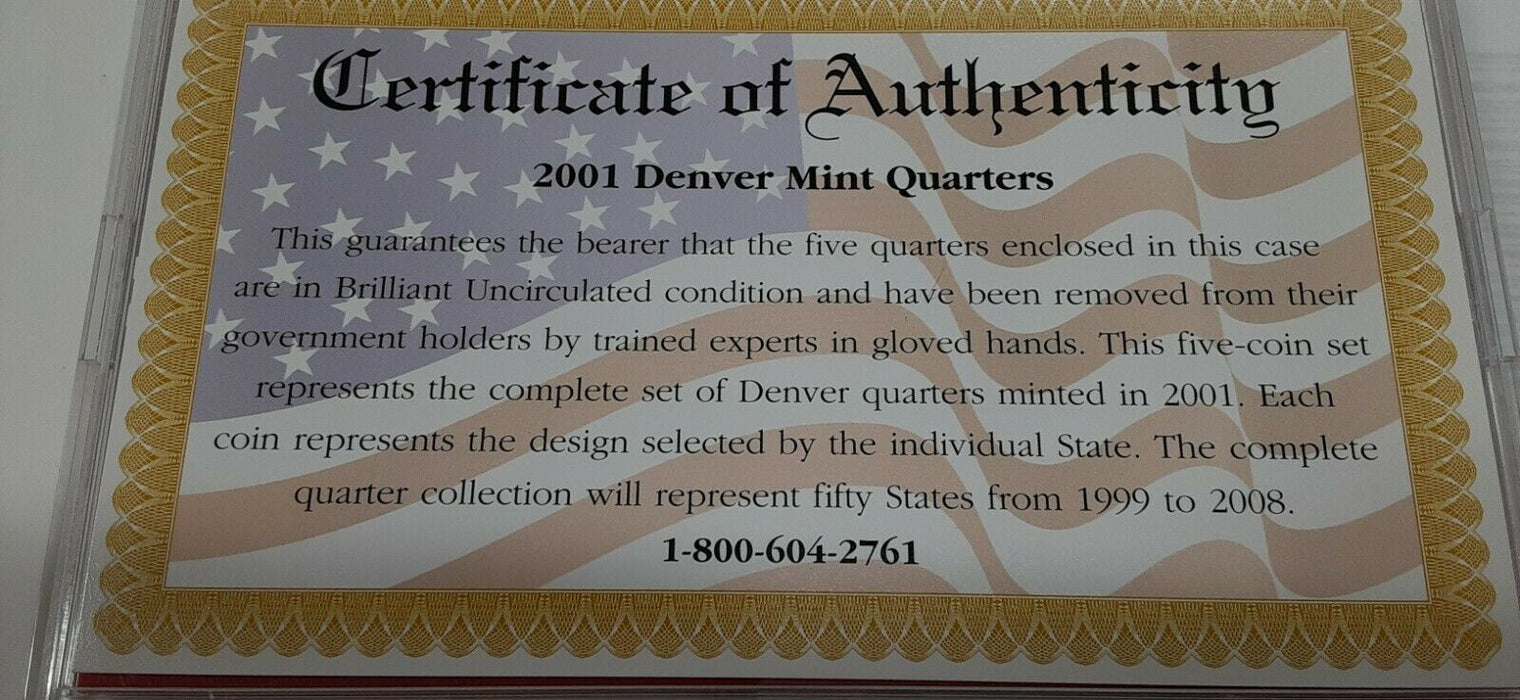 Certificate of Authenticity
2001 Denver Mint Quarters
This guarantees the bearer that the five quarters enclosed in this case
are in Brilliant Uncirculated condition and have been removed from their
government holders by trained experts in gloved hands. This five-coin set
represents the complete set of Denver quarters minted in 2001. Each
coin represents the design selected by the individual State. The complete
quarter collection will represent fifty States from 1999 to 2008.
1-800-604-2761